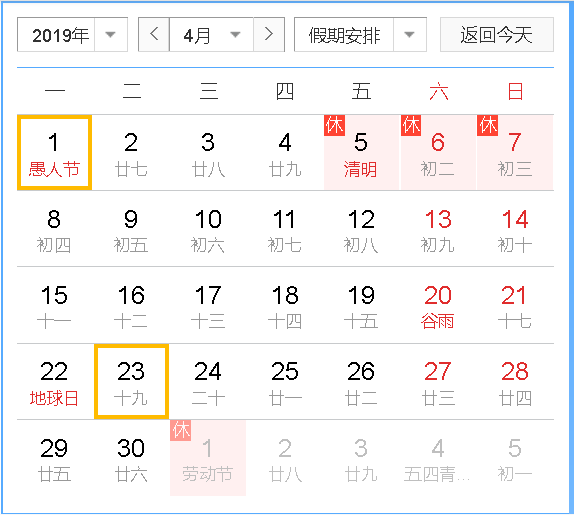 2019年 4月 假期安排 返回今天
一 二 三 四 五 六 日
休 休 休
1 2 3 4 5 6 7
愚人节 廿七 廿八 廿九 清明 初二 初三
8 9 10 11 12 13 14
初四 初五 初六 初七 初八 初九 初十
15 16 17 18 19 20 21
十一 十二 十三 十四 十五 谷雨 十七
22 23 24 25 26 27 28
地球日 十九 二十 廿一 廿二 廿三 廿四
休
29 30 1 2 3 4 5
廿五 廿六 劳动节 廿八 廿九 五四青... 初一